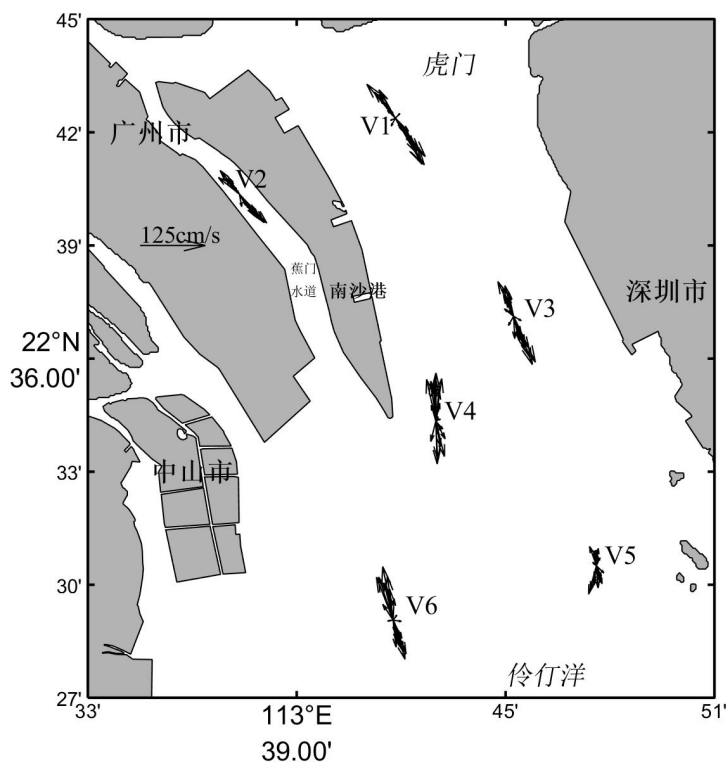 45'
虎门
V1
42'
广州市
V2
125cm/s
39'
蕉门
水道
南沙港
深圳市
V3
22°N
36.00'
V4
33'
中山市
V5
30'
V6
伶仃洋
27'
33'
113°E
39.00'
45'
51'